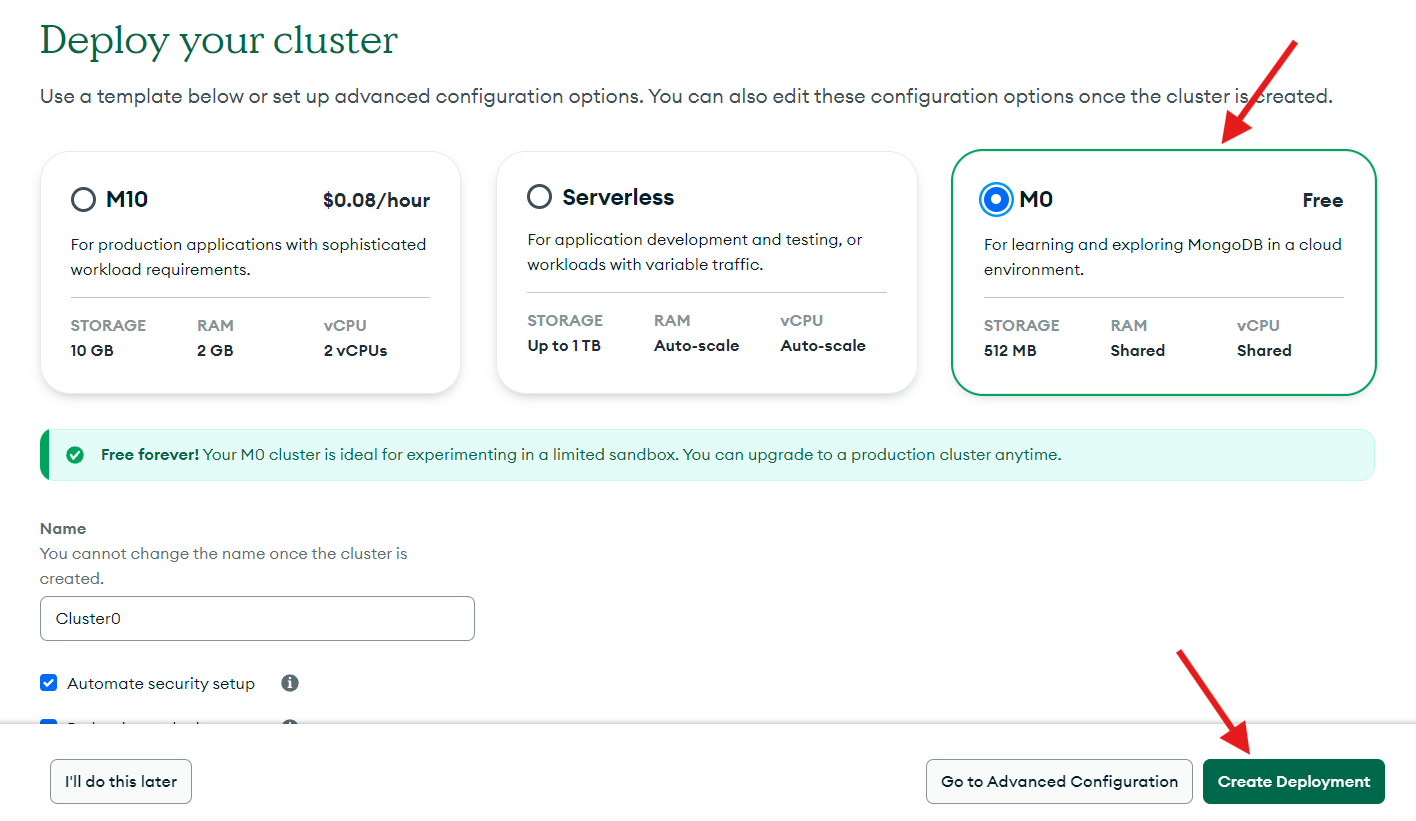 Deploy your cluster
Use a template below or set up advanced configuration options. You can also edit these configuration options once the cluster is created.
M10 $0.08/hour
For production applications with sophisticated
workload requirements.
STORAGE RAM vCPU
10 GB 2 GB 2 vCPUs
Serverless
For application development and testing, or
workloads with variable traffic.
STORAGE RAM vCPU
Up to 1 TB Auto-scale Auto-scale
M0 Free
For learning and exploring MongoDB in a cloud
environment.
STORAGE RAM vCPU
512 MB Shared Shared
Free forever! Your M0 cluster is ideal for experimenting in a limited sandbox. You can upgrade to a production cluster anytime.
Name
You cannot change the name once the cluster is
created.
Cluster0
Automate security setup
I'll do this later
Go to Advanced Configuration
Create Deployment